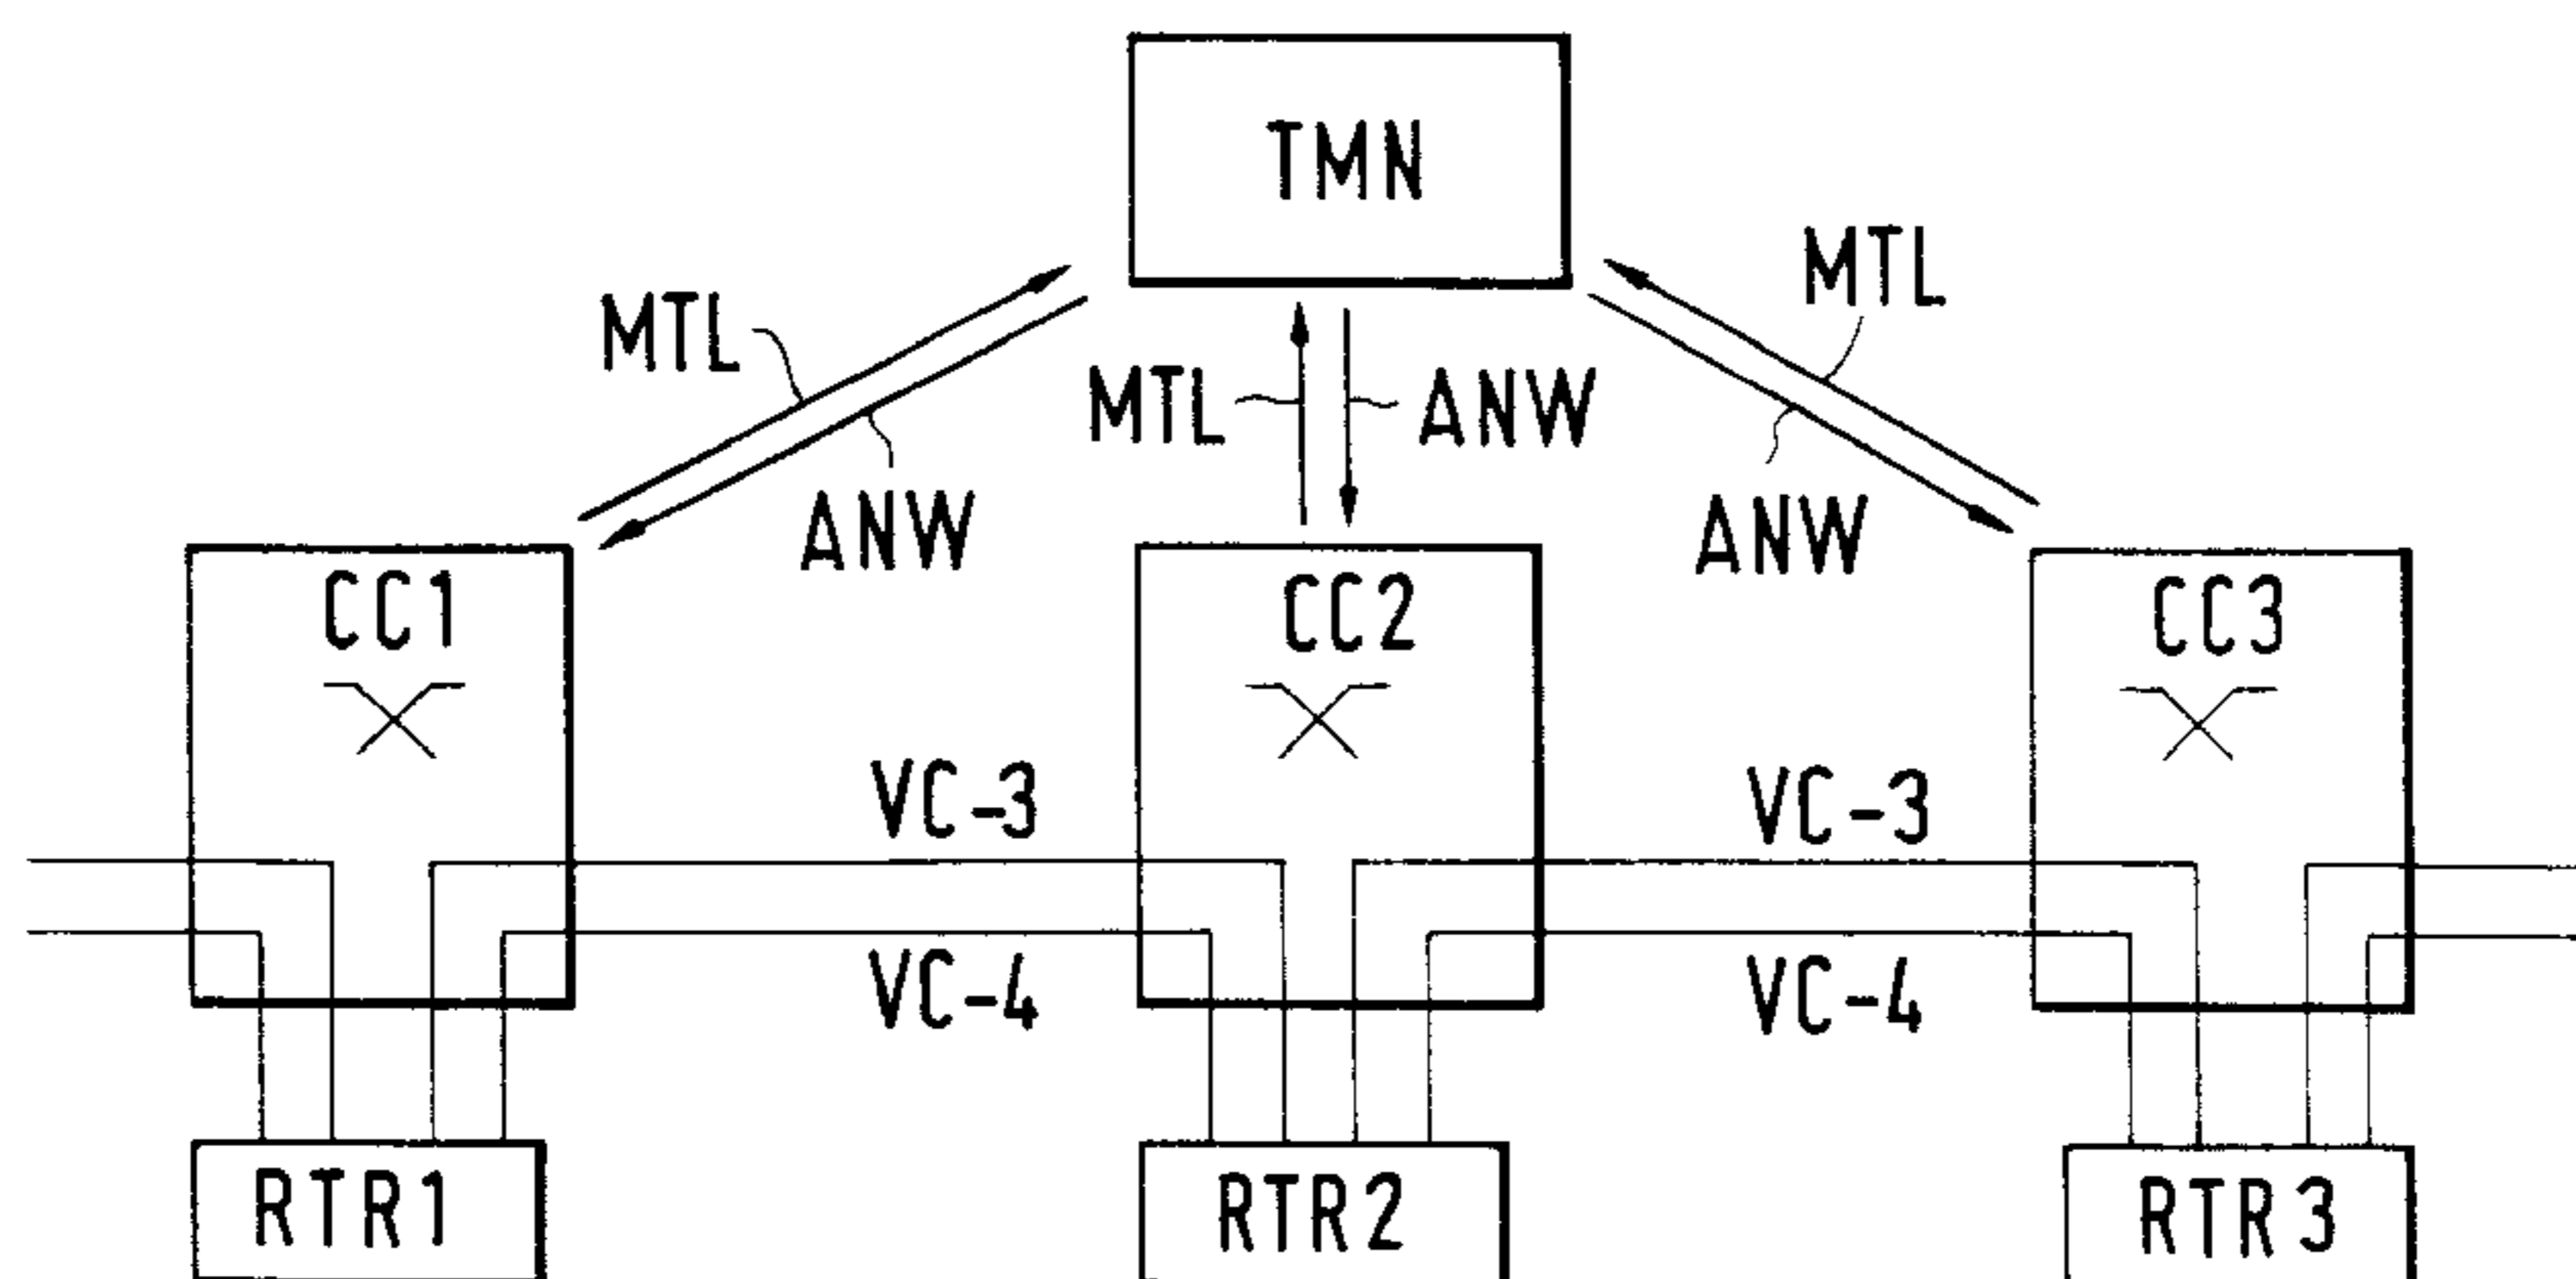 TMN
MTL
MTL
MTL
ANW
ANW
ANW
CC1
CC2
CC3
VC-3
VC-3
VC-4
VC-4
RTR1
RTR2
RTR3